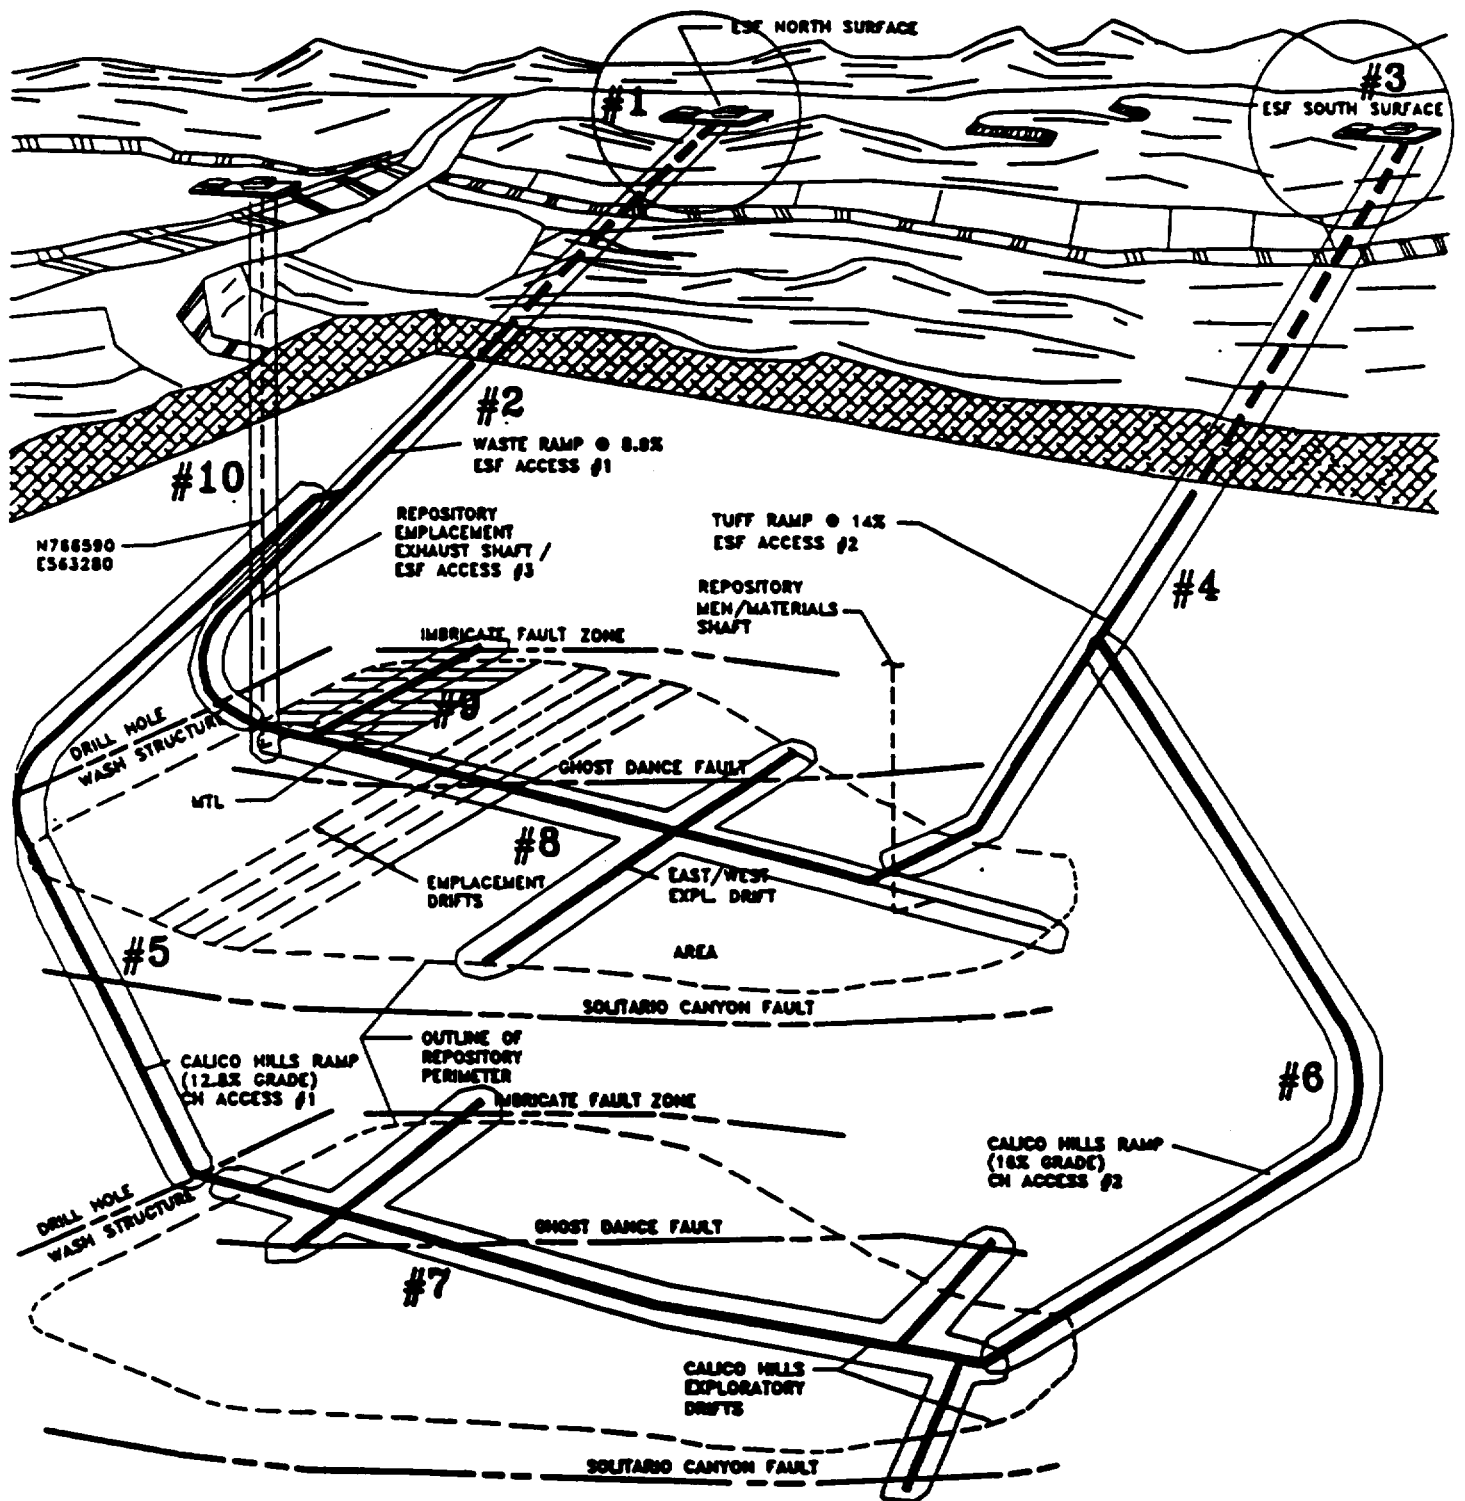 ESF NORTH SURFACE
#1
#3
ESF SOUTH SURFACE
#2
WASTE RAMP @ 8.8%
ESF ACCESS #1
#10
N766590
E563280
REPOSITORY
EMPLACEMENT
EXHAUST SHAFT /
ESF ACCESS #3
TUFF RAMP @ 14%
ESF ACCESS #2
#4
REPOSITORY
MEN/MATERIALS
SHAFT
IMBRICATE FAULT ZONE
#9
DRILL HOLE
WASH STRUCTURE
GHOST DANCE FAULT
MTL
#8
EMPLACEMENT
DRIFTS
EAST/WEST
EXPL. DRIFT
#5
AREA
SOLITARIO CANYON FAULT
OUTLINE OF
REPOSITORY
PERIMETER
CALICO HILLS RAMP
(12.8% GRADE)
CH ACCESS #1
#6
IMBRICATE FAULT ZONE
CALICO HILLS RAMP
(16% GRADE)
CH ACCESS #2
DRILL HOLE
WASH STRUCTURE
GHOST DANCE FAULT
#7
CALICO HILLS
EXPLORATORY
DRIFTS
SOLITARIO CANYON FAULT